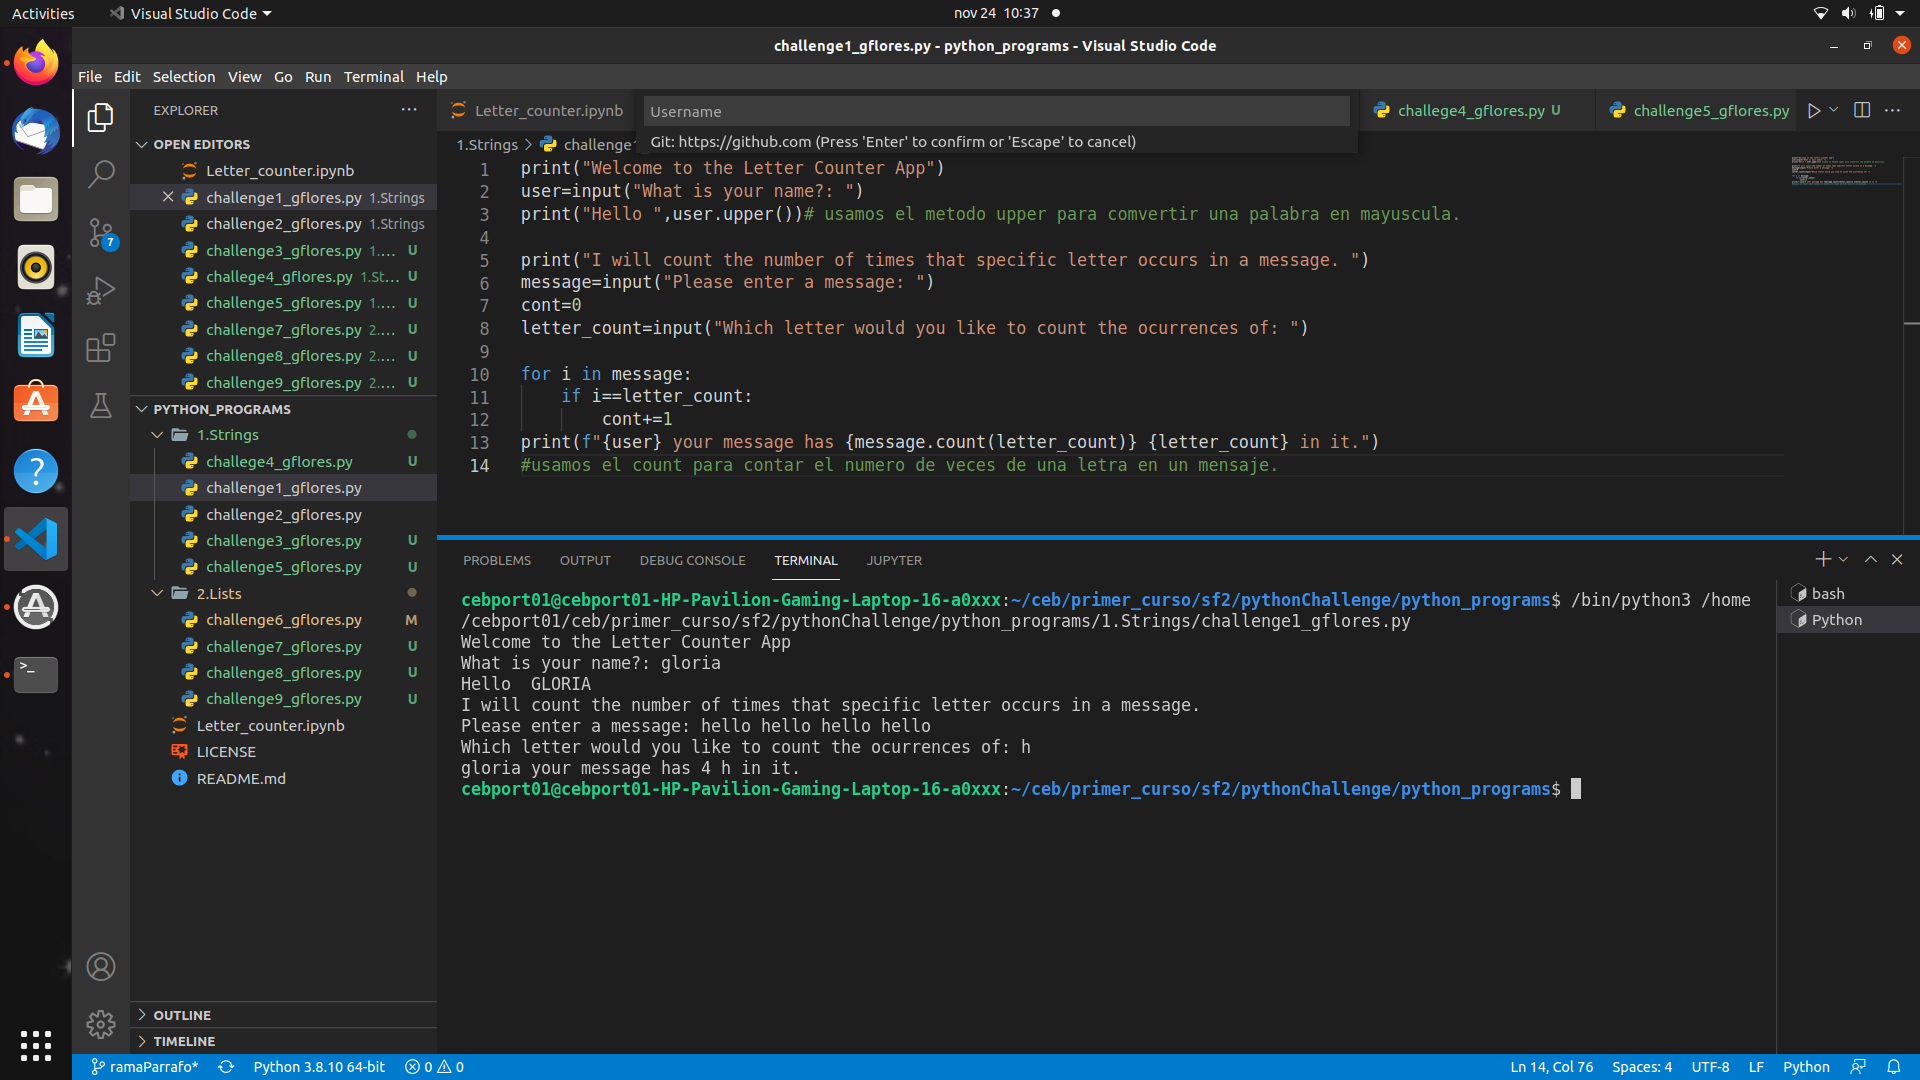 Activities
Visual Studio Code
nov 24 10:37
challenge1_gflores.py - python_programs - Visual Studio Code
File Edit Selection View Go Run Terminal Help
EXPLORER
OPEN EDITORS
Letter_counter.ipynb
challenge1_gflores.py 1.Strings
challenge2_gflores.py 1.Strings
challenge3_gflores.py 1.... U
challege4_gflores.py 1.St... U
challenge5_gflores.py 1.... U
challenge7_gflores.py 2.... U
challenge8_gflores.py 2.... U
challenge9_gflores.py 2.... U
PYTHON_PROGRAMS
1.Strings
challege4_gflores.py U
challenge1_gflores.py
challenge2_gflores.py
challenge3_gflores.py U
challenge5_gflores.py U
2.Lists
challenge6_gflores.py M
challenge7_gflores.py U
challenge8_gflores.py U
challenge9_gflores.py U
Letter_counter.ipynb
LICENSE
README.md
OUTLINE
TIMELINE
7
Letter_counter.ipynb
Username
challege4_gflores.py U
challenge5_gflores.py
Git: https://github.com (Press 'Enter' to confirm or 'Escape' to cancel)
1.Strings > challenge1
1 print("Welcome to the Letter Counter App")
2 user=input("What is your name?: ")
3 print("Hello ",user.upper())# usamos el metodo upper para comvertir una palabra en mayuscula.
4
5 print("I will count the number of times that specific letter occurs in a message. ")
6 message=input("Please enter a message: ")
7 cont=0
8 letter_count=input("Which letter would you like to count the ocurrences of: ")
9
10 for i in message:
11 if i==letter_count:
12 cont+=1
13 print(f"{user} your message has {message.count(letter_count)} {letter_count} in it.")
14 #usamos el count para contar el numero de veces de una letra en un mensaje.
PROBLEMS OUTPUT DEBUG CONSOLE TERMINAL JUPYTER
cebport01@cebport01-HP-Pavilion-Gaming-Laptop-16-a0xxx:~/ceb/primer_curso/sf2/pythonChallenge/python_programs$ /bin/python3 /home
/cebport01/ceb/primer_curso/sf2/pythonChallenge/python_programs/1.Strings/challenge1_gflores.py
Welcome to the Letter Counter App
What is your name?: gloria
Hello  GLORIA
I will count the number of times that specific letter occurs in a message.
Please enter a message: hello hello hello hello
Which letter would you like to count the ocurrences of: h
gloria your message has 4 h in it.
cebport01@cebport01-HP-Pavilion-Gaming-Laptop-16-a0xxx:~/ceb/primer_curso/sf2/pythonChallenge/python_programs$
bash
Python
ramaParrafo* Python 3.8.10 64-bit 0 0
Ln 14, Col 76 Spaces: 4 UTF-8 LF Python